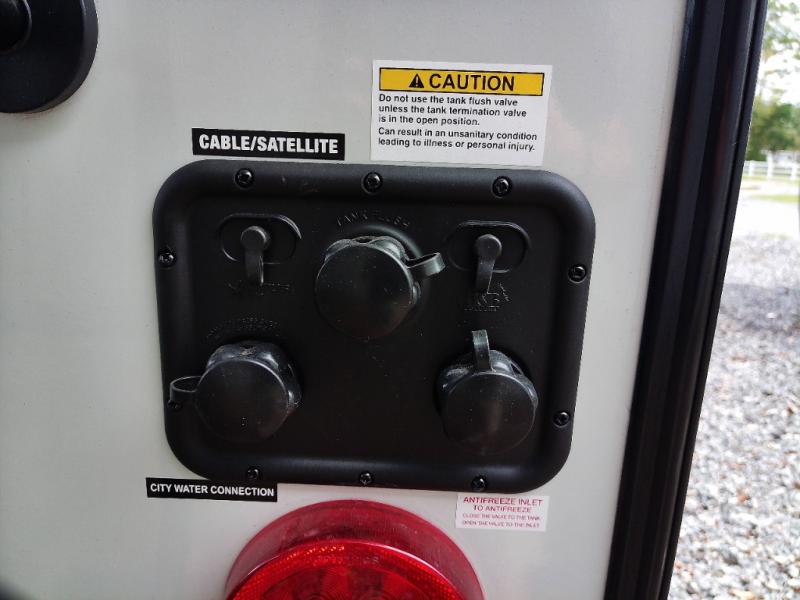 CAUTION
Do not use the tank flush valve
unless the tank termination valve
is in the open position.
Can result in an unsanitary condition
leading to illness or personal injury.
CABLE/SATELLITE
TANK FLUSH
CITY WATER CONNECTION
ANTIFREEZE INLET
TO ANTIFREEZE
CLOSE THE VALVE TO THE TANK
OPEN THE VALVE TO THE INLET